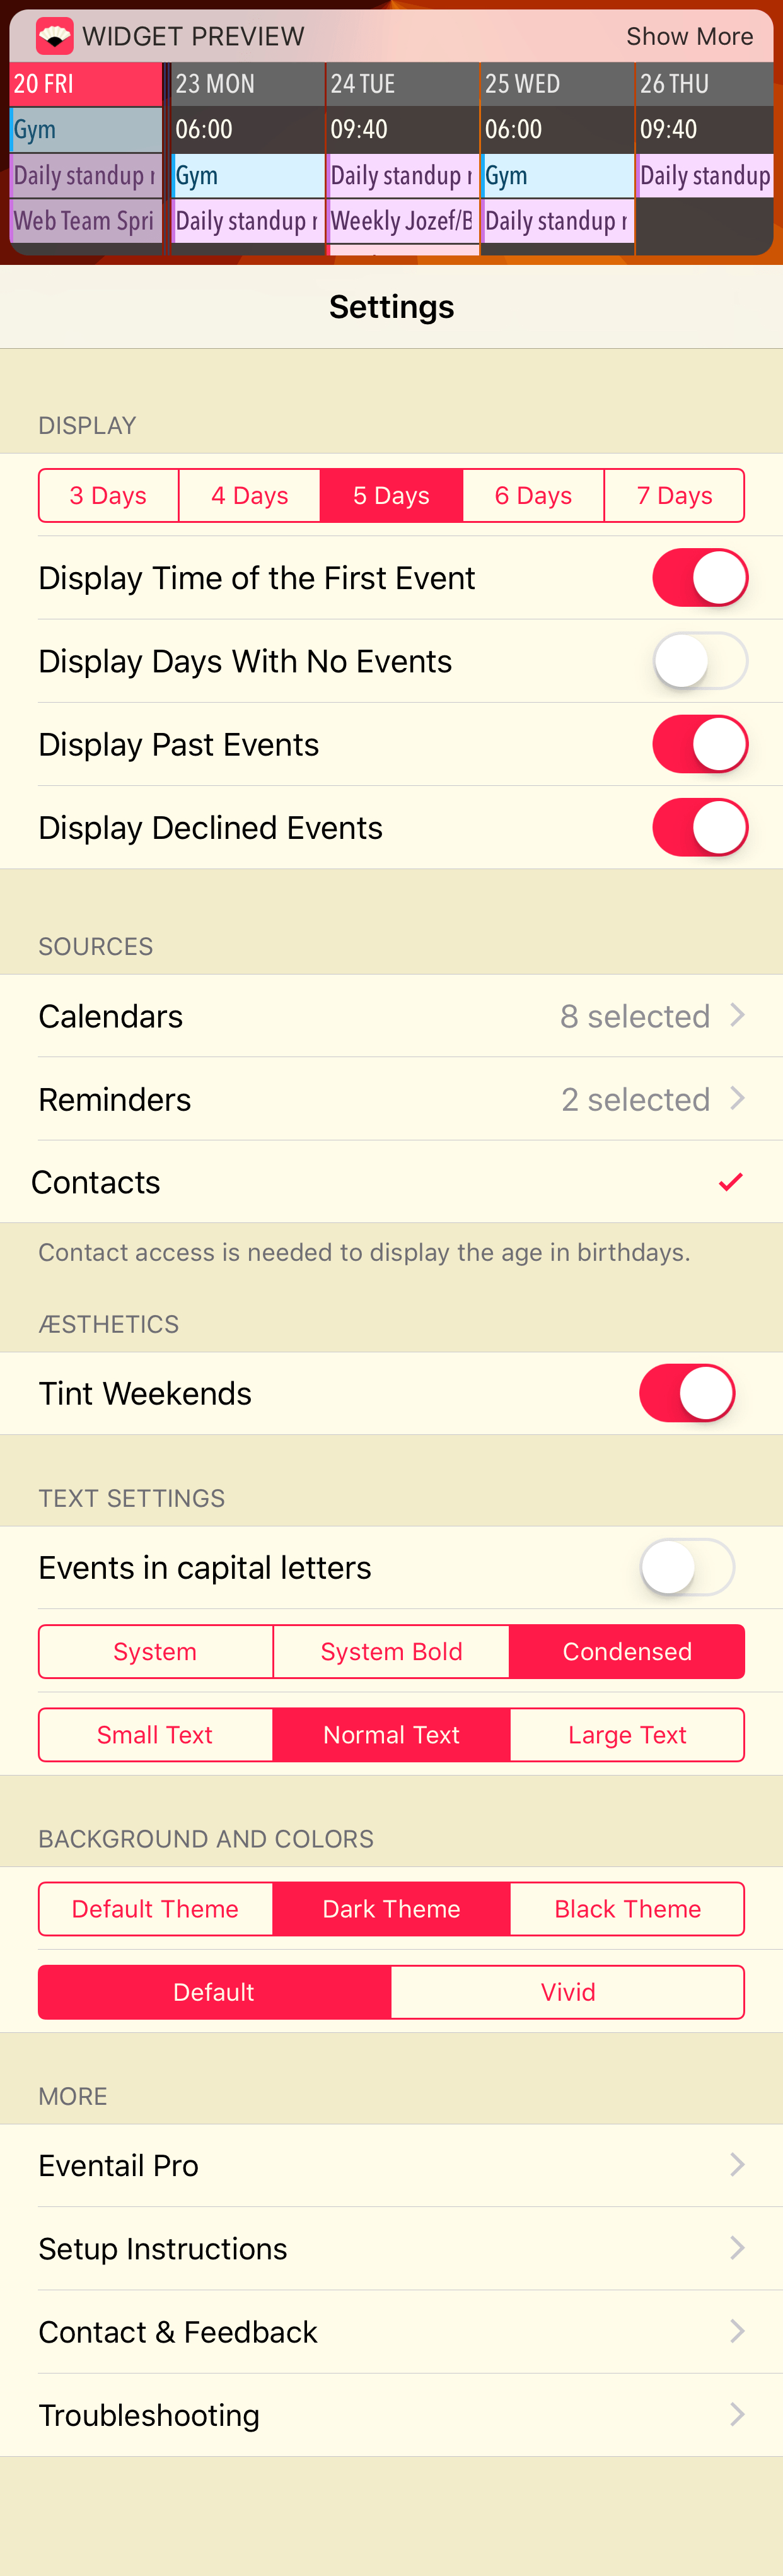 WIDGET PREVIEW Show More
20 FRI 23 MON 24 TUE 25 WED 26 THU
Gym 06:00 09:40 06:00 09:40
Daily standup Gym Daily standup Gym Daily standup
Web Team Spri Daily standup Weekly Jozef/B Daily standup
Settings
DISPLAY
3 Days 4 Days 5 Days 6 Days 7 Days
Display Time of the First Event
Display Days With No Events
Display Past Events
Display Declined Events
SOURCES
Calendars 8 selected
Reminders 2 selected
Contacts
Contact access is needed to display the age in birthdays.
ÆSTHETICS
Tint Weekends
TEXT SETTINGS
Events in capital letters
System System Bold Condensed
Small Text Normal Text Large Text
BACKGROUND AND COLORS
Default Theme Dark Theme Black Theme
Default Vivid
MORE
Eventail Pro
Setup Instructions
Contact & Feedback
Troubleshooting